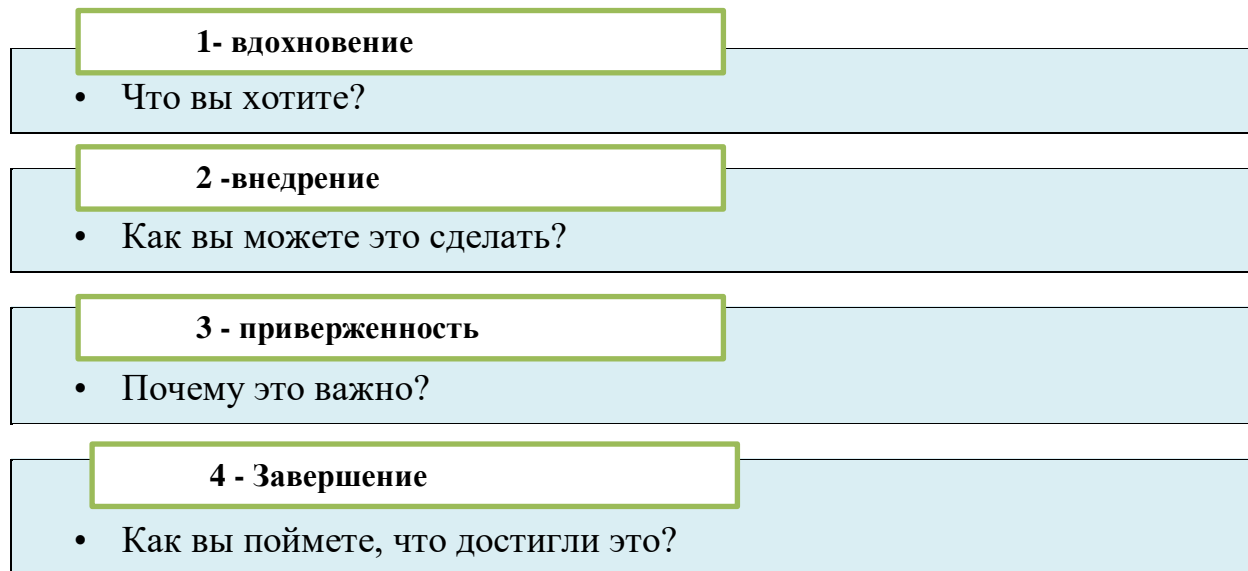 1- вдохновение
• Что вы хотите?
2 -внедрение
• Как вы можете это сделать?
3 - приверженность
• Почему это важно?
4 - Завершение
• Как вы поймете, что достигли это?